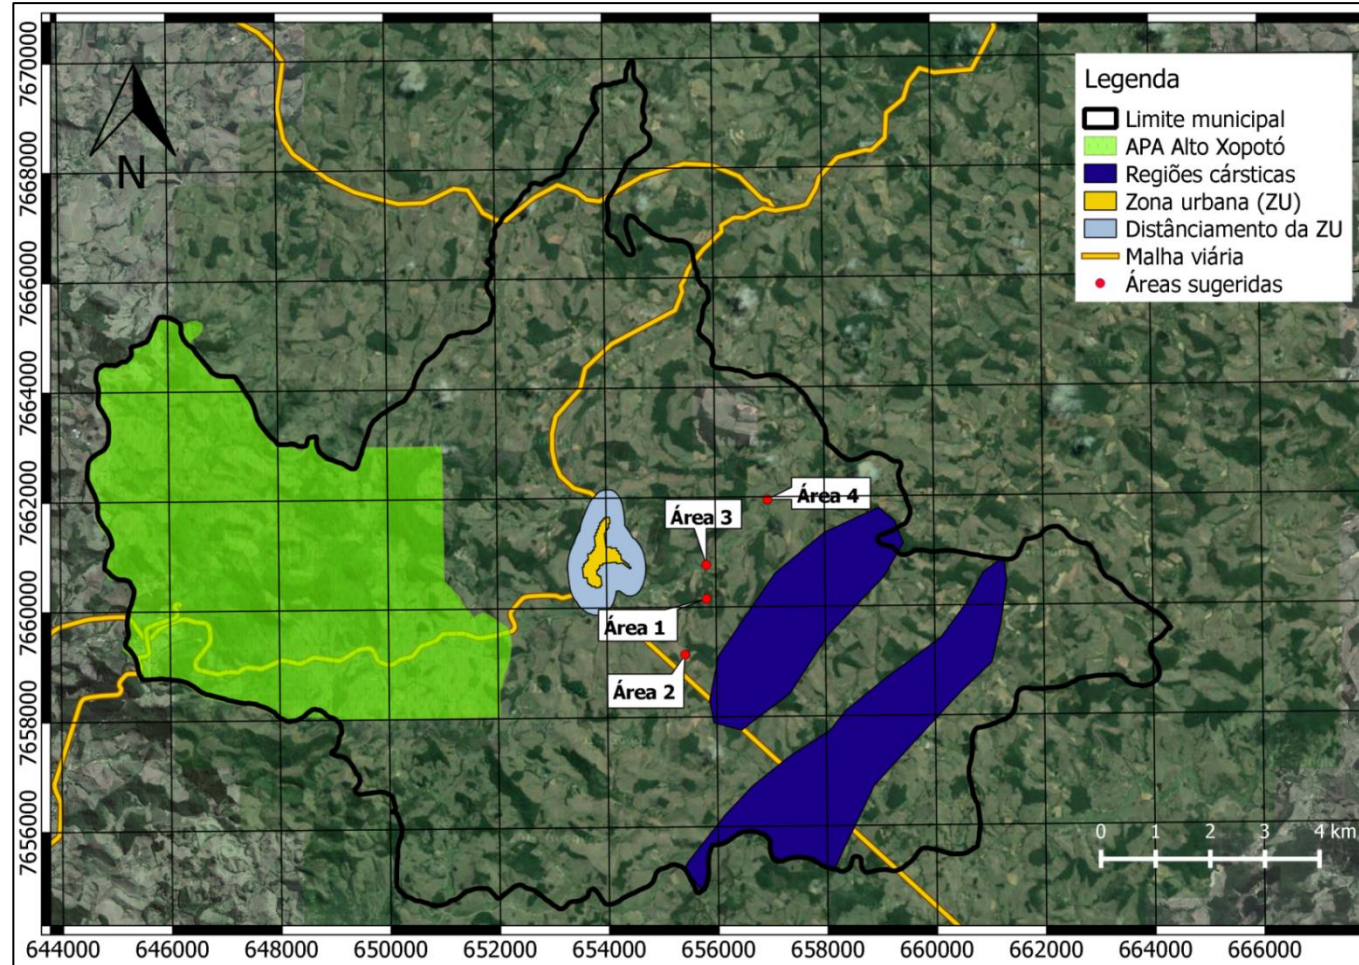 7670000
7668000
7666000
7664000
7662000
7660000
7658000
7656000
N
Legenda
Limite municipal
APA Alto Xopotó
Regiões cársticas
Zona urbana (ZU)
Distânciamento da ZU
Malha viária
Áreas sugeridas
Área 4
Área 3
Área 1
Área 2
0 1 2 3 4 km
644000 646000 648000 650000 652000 654000 656000 658000 660000 662000 664000 666000